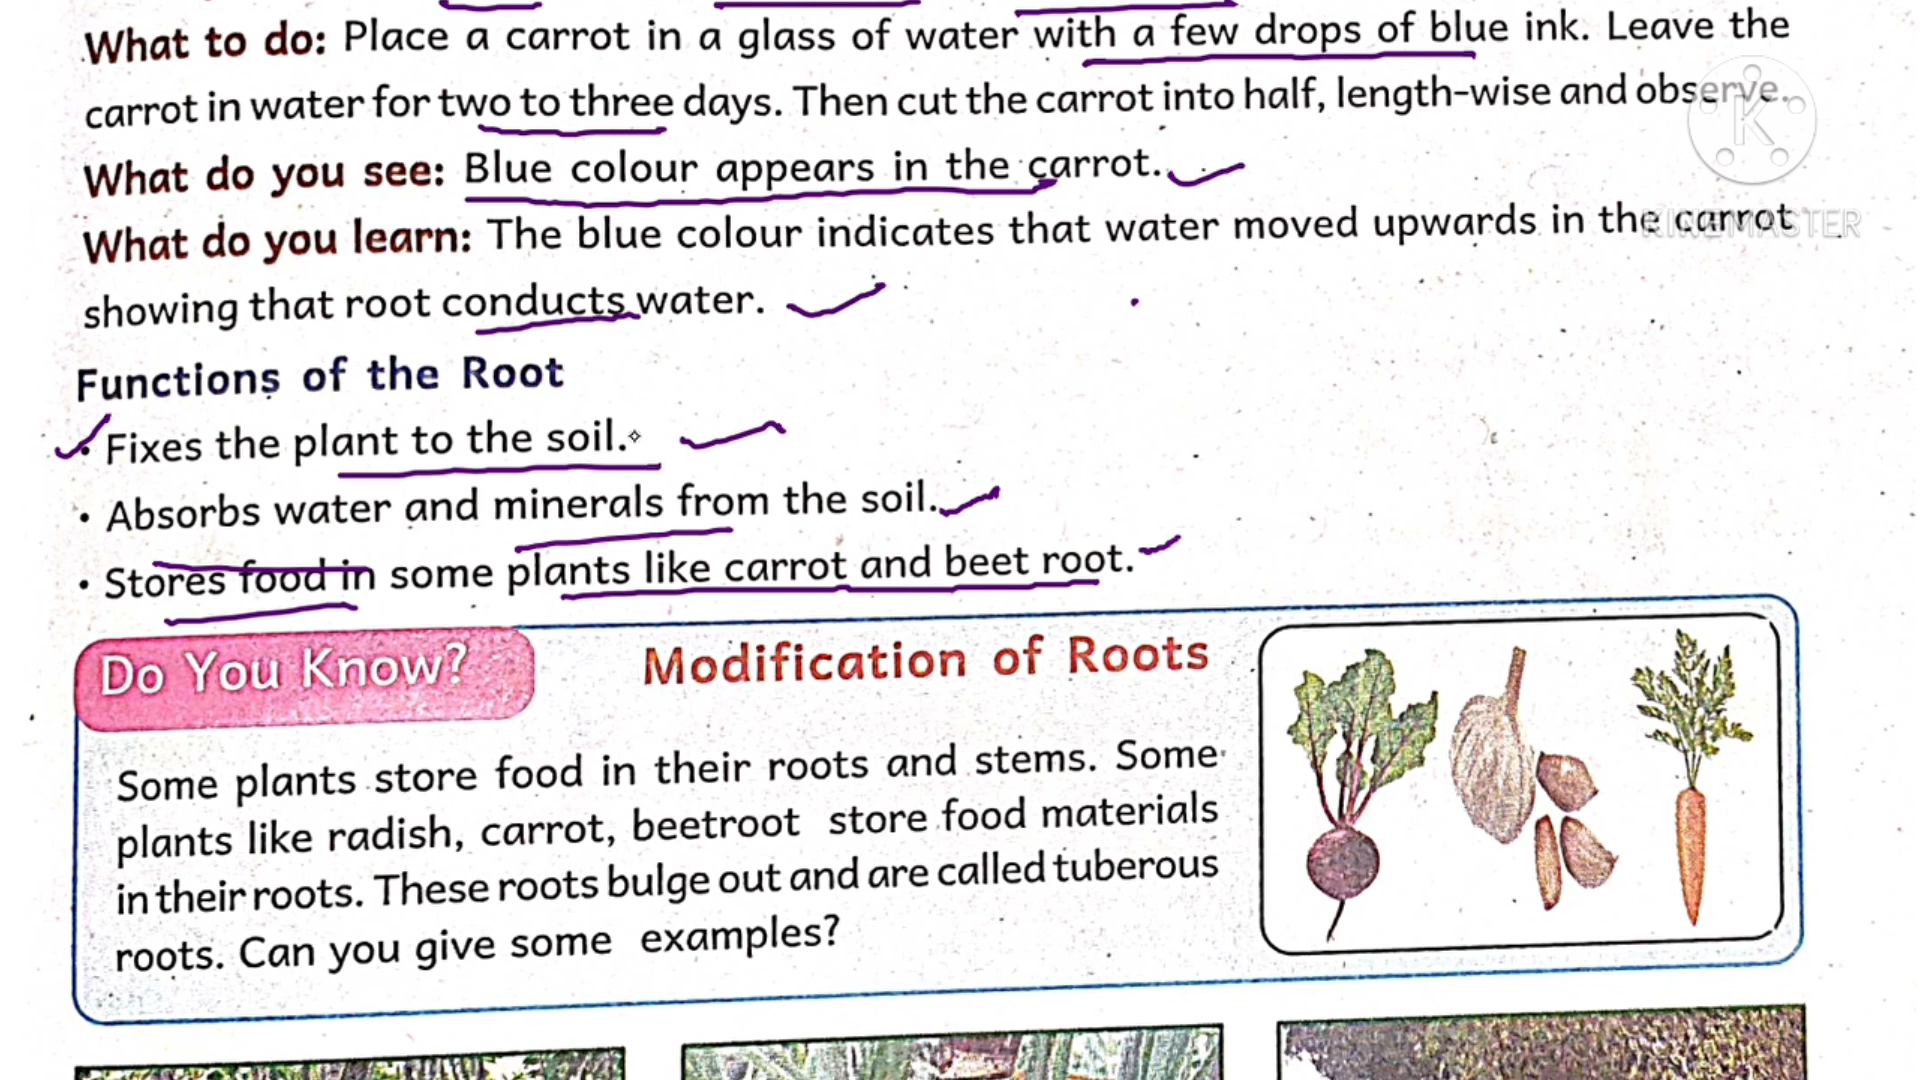 What to do: Place a carrot in a glass of water with a few drops of blue ink. Leave the
carrot in water for two to three days. Then cut the carrot into half, length-wise and observe.
What do you see: Blue colour appears in the carrot.
What do you learn: The blue colour indicates that water moved upwards in the carrot
showing that root conducts water.
KINEMASTER
Functions of the Root
• Fixes the plant to the soil.
• Absorbs water and minerals from the soil.
• Stores food in some plants like carrot and beet root.
Do You Know?
Modification of Roots
Some plants store food in their roots and stems. Some
plants like radish, carrot, beetroot store food materials
in their roots. These roots bulge out and are called tuberous
roots. Can you give some examples?